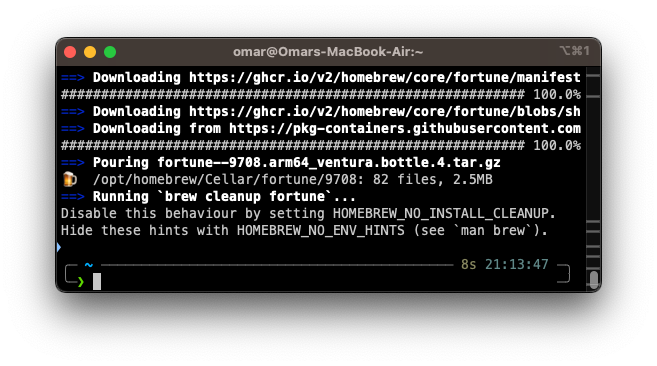 omar@Omars-MacBook-Air:~ ⌥⌘1
==> Downloading https://ghcr.io/v2/homebrew/core/fortune/manifest
######################################################### 100.0%
==> Downloading https://ghcr.io/v2/homebrew/core/fortune/blobs/sh
==> Downloading from https://pkg-containers.githubusercontent.com
######################################################### 100.0%
==> Pouring fortune--9708.arm64_ventura.bottle.4.tar.gz
🍺  /opt/homebrew/Cellar/fortune/9708: 82 files, 2.5MB
==> Running `brew cleanup fortune`...
Disable this behaviour by setting HOMEBREW_NO_INSTALL_CLEANUP.
Hide these hints with HOMEBREW_NO_ENV_HINTS (see `man brew`).
~ 8s 21:13:47
❯